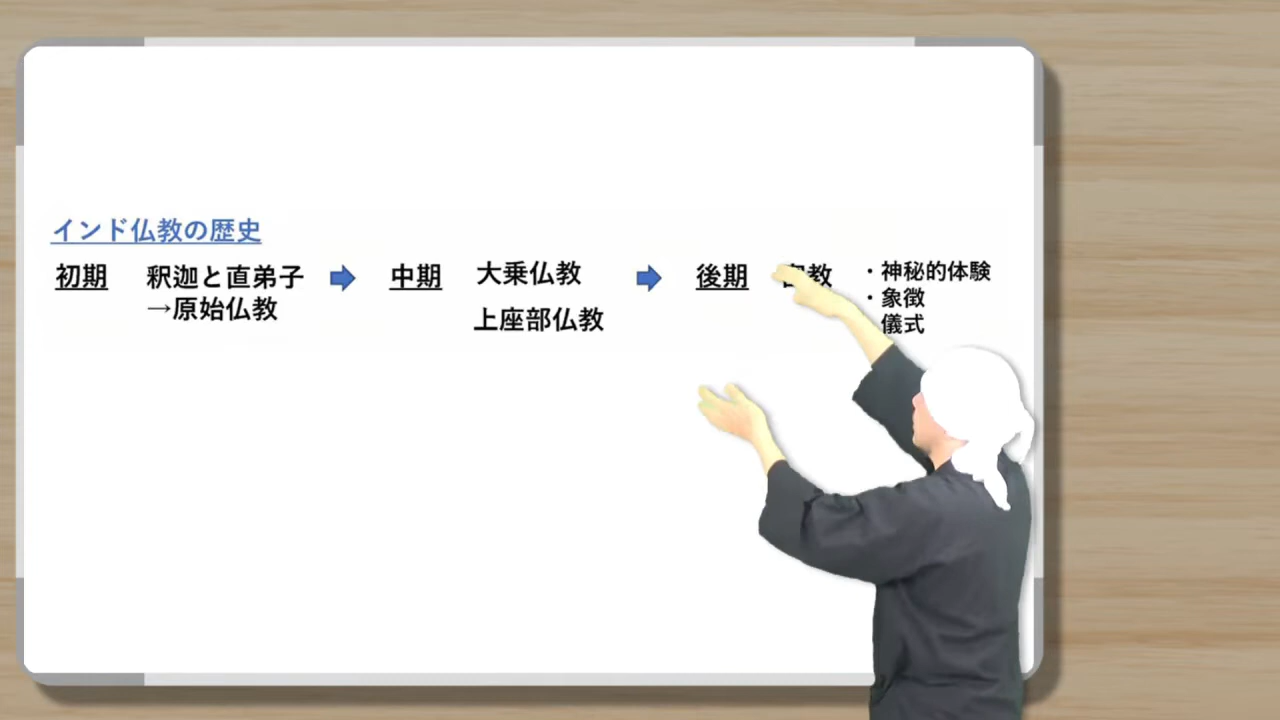 インド仏教の歴史
初期 釈迦と直弟子
→原始仏教
中期 大乗仏教
上座部仏教
後期 教
・神秘的体験
・象徴
儀式